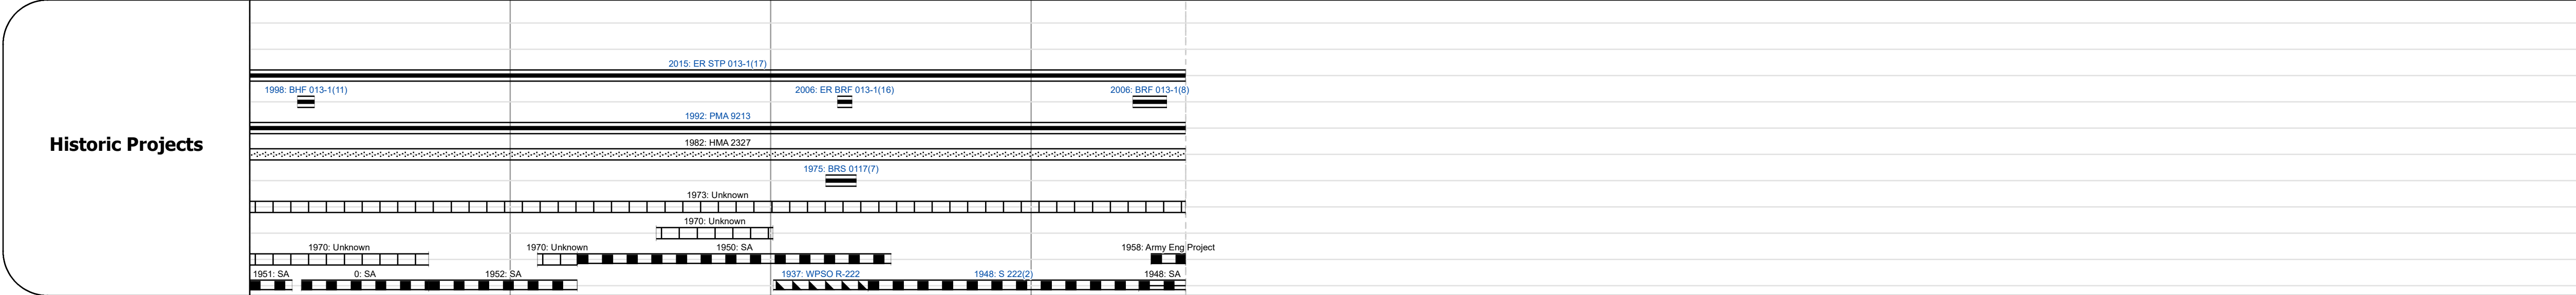 2015: ER STP 013-1(17)
1998: BHF 013-1(11)
2006: ER BRF 013-1(16)
2006: BRF 013-1(8)
1992: PMA 9213
Historic Projects
1982: HMA 2327
1975: BRS 0117(7)
1973: Unknown
1970: Unknown
1970: Unknown
1970: Unknown
1950: SA
1958: Army Eng Project
1951: SA
0: SA
1952: SA
1937: WPSO R-222
1948: S 222(2)
1948: SA